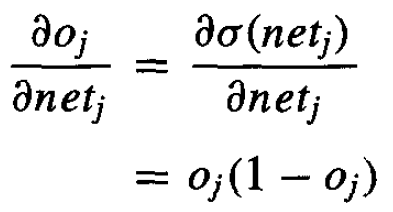 ∂o_j / ∂net_j = ∂σ(net_j) / ∂net_j
= o_j(1 − o_j)